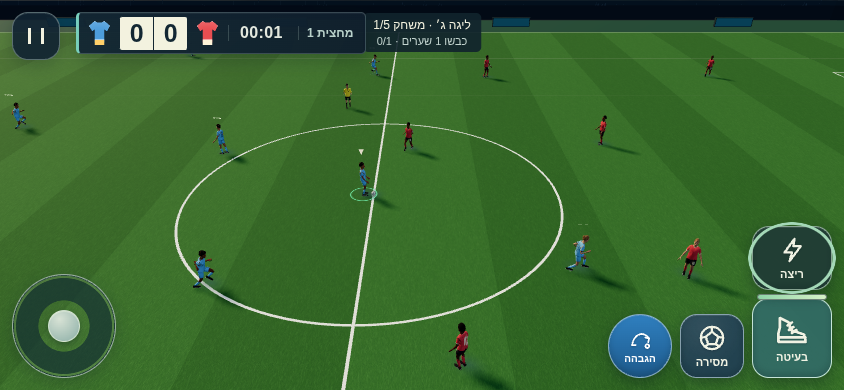 0 0
00:01
מחצית 1
ליגה ג׳ · משחק 1/5
כבשו 1 שערים · 0/1
ריצה
בעיטה
מסירה
הגבהה